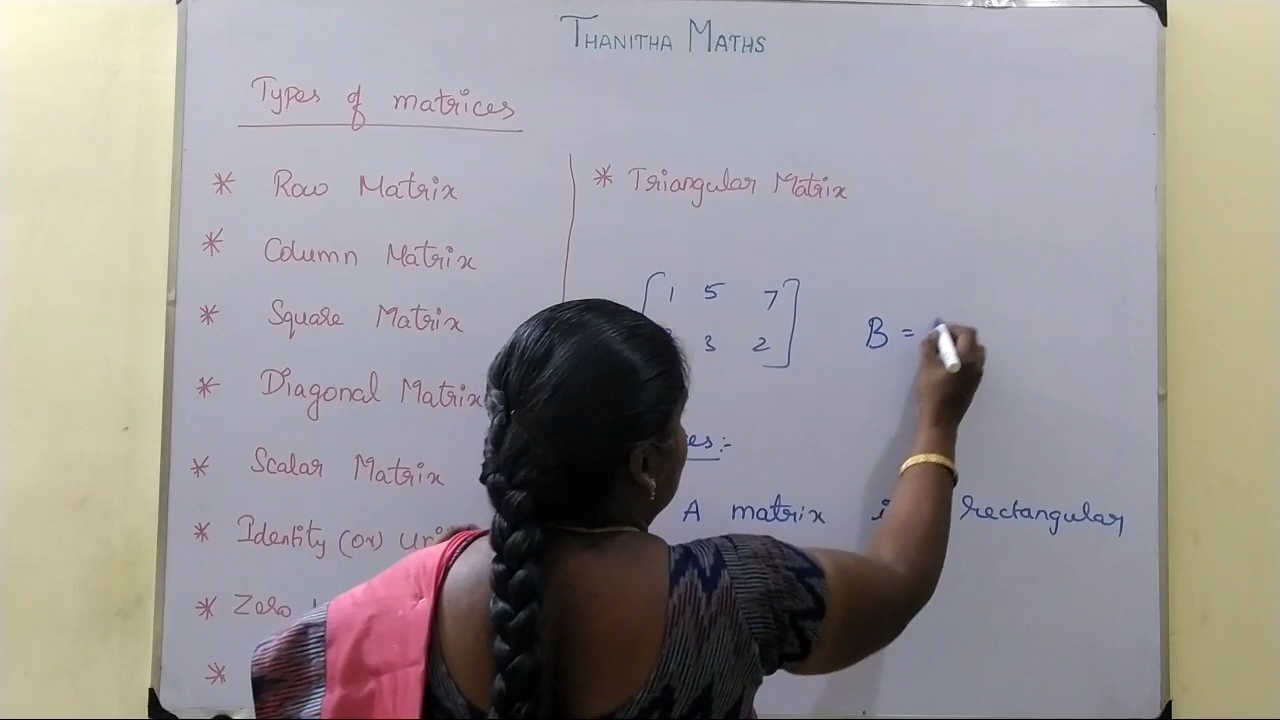 THANITHA MATHS
Types of matrices
* Row Matrix
* Column Matrix
* Square Matrix
* Diagonal Matrix
* Scalar Matrix
* Identity (or)
* Zero
*
* Triangular Matrix
1 5 7
3 2
B =
A matrix rectangular